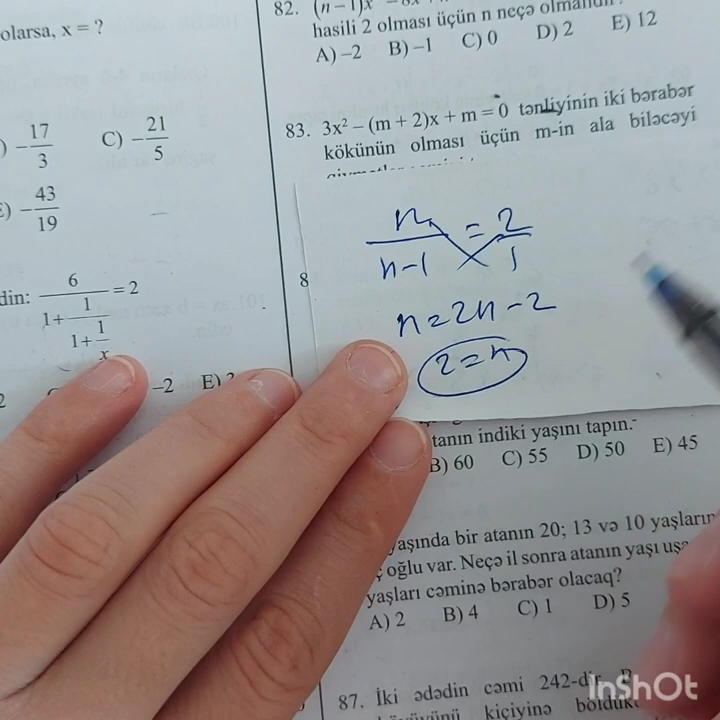 olarsa, x = ?
17
3
C) −21
5
43
19
6
1+
1
1+
1
x
= 2
−2
82. (n − 1)x
hasili 2 olması üçün n neçə
A) −2 B) −1 C) 0 D) 2 E) 12
83. 3x² − (m + 2)x + m = 0 tənliyinin iki bərabər
kökünün olması üçün m-in ala biləcəyi
8
n = 2
n−1 1
n = 2n − 2
2 = n
tanın indiki yaşını tapın.
B) 60 C) 55 D) 50 E) 45
yaşında bir atanın 20; 13 və 10 yaşların
oğlu var. Neçə il sonra atanın yaşı
yaşları cəminə bərabər olacaq?
A) 2 B) 4 C) 1 D) 5
87. İki ədədin cəmi 242-dir.
kiçiyinə
InShOt